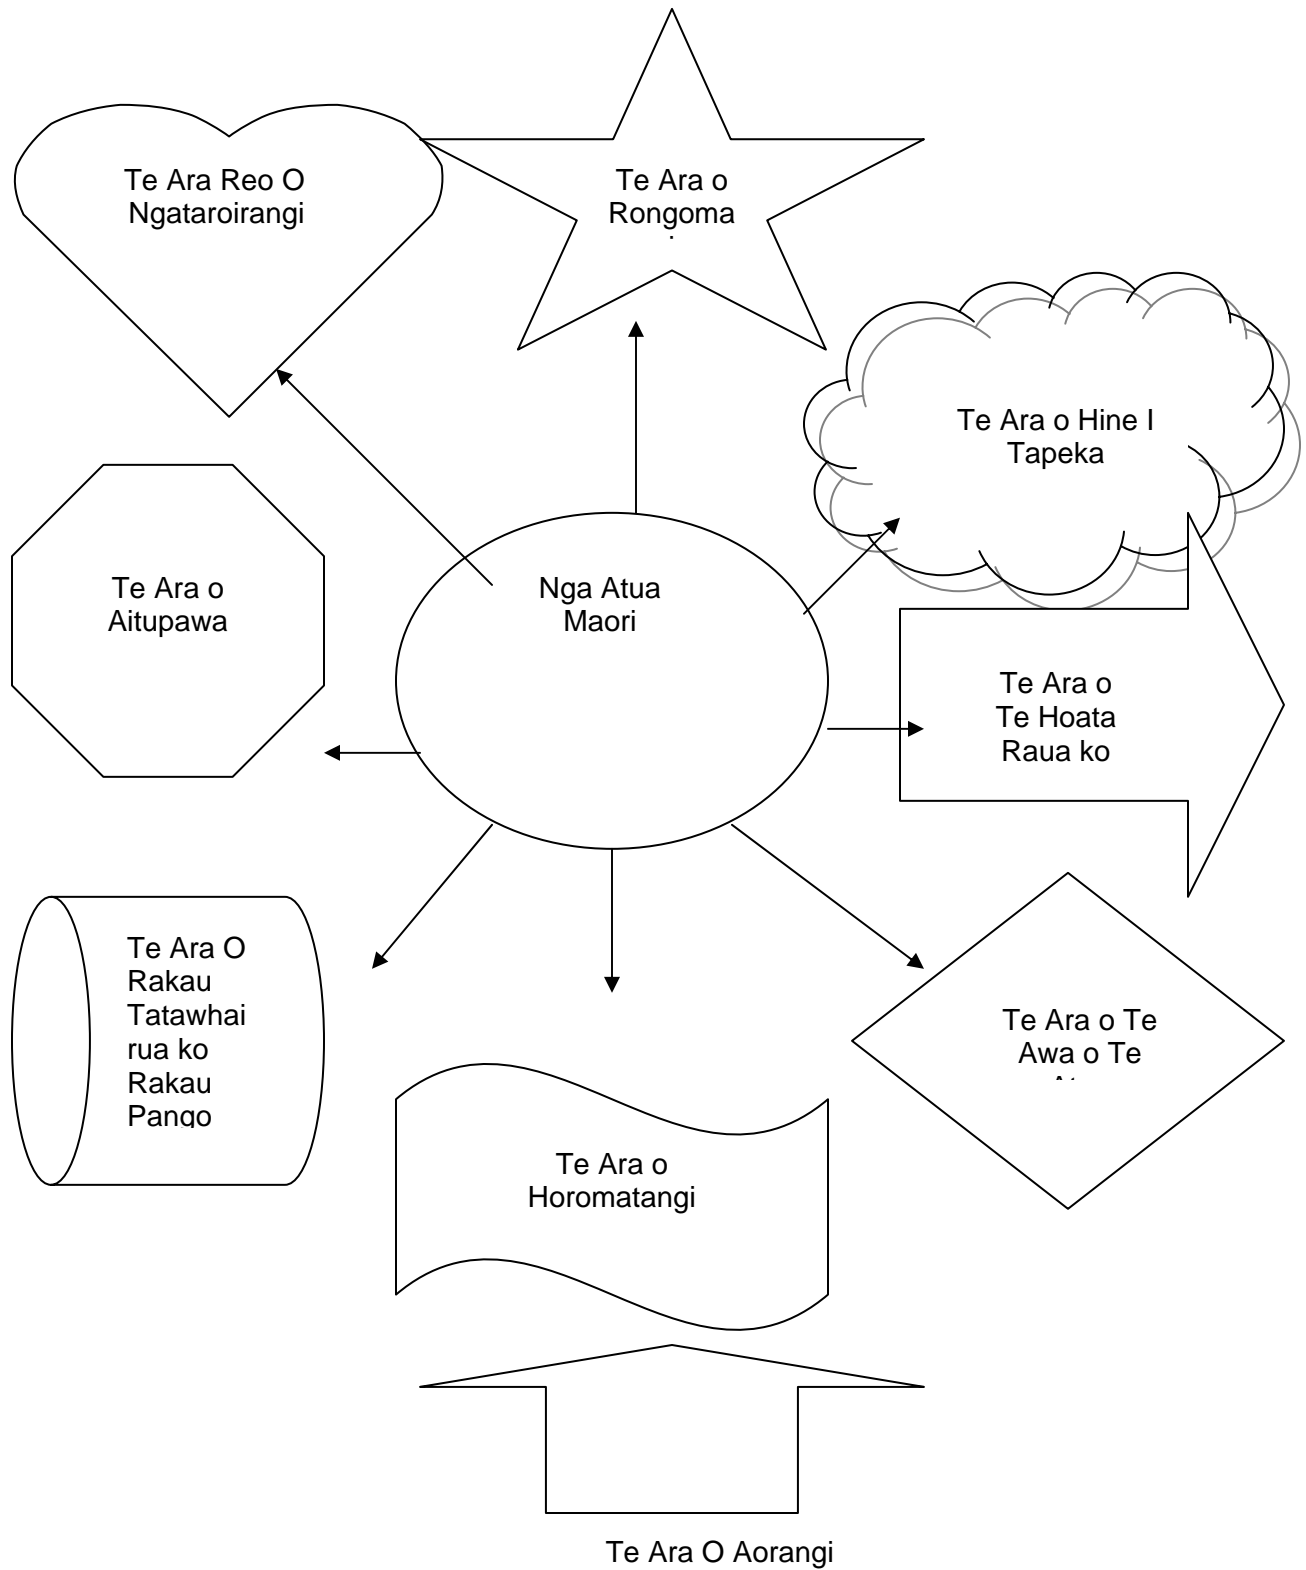 Te Ara Reo O
Ngataroirangi
Te Ara o
Rongoma
Te Ara o Hine I
Tapeka
Nga Atua
Maori
Te Ara o
Aitupawa
Te Ara o
Te Hoata
Raua ko
Te Ara O
Rakau
Tatawhai
rua ko
Rakau
Pango
Te Ara o Te
Awa o Te
Te Ara o
Horomatangi
Te Ara O Aorangi